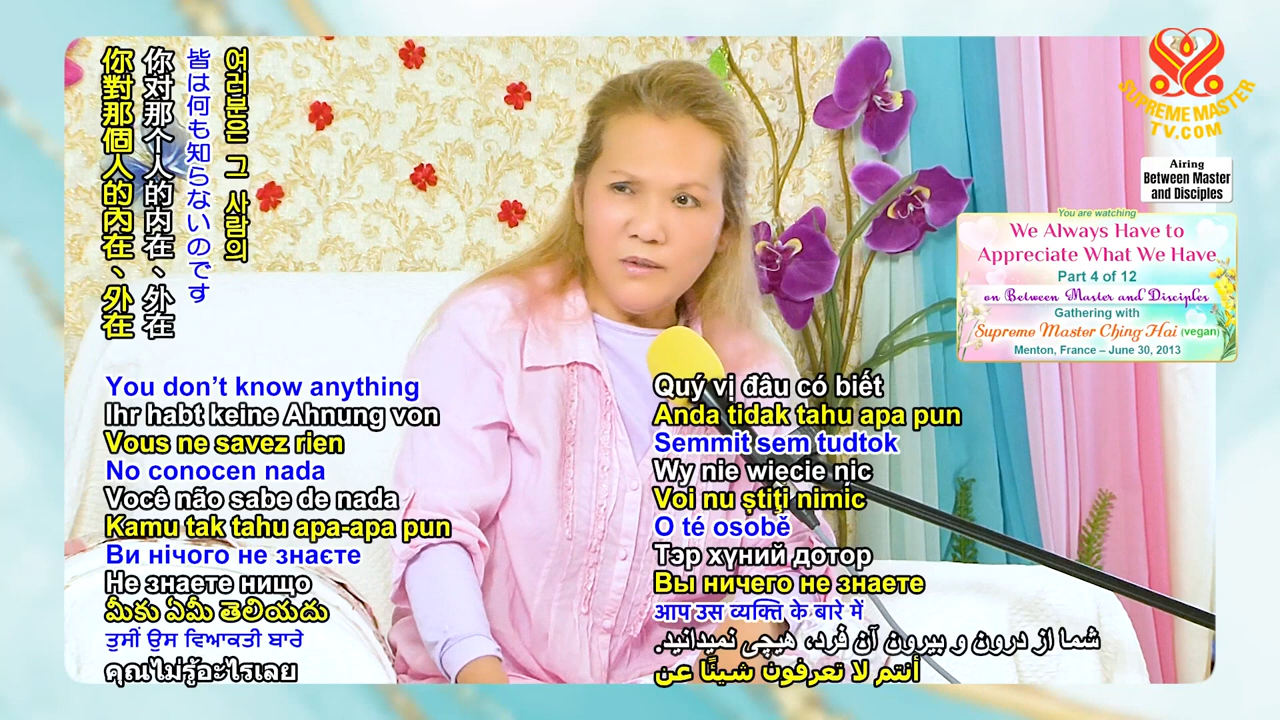 여러분은 그 사람의
皆は何も知らないのです
你对那个人的内在、外在
你對那個人的內在、外在
SUPREME MASTER
TV.COM
Airing
Between Master
and Disciples
You are watching
We Always Have to
Appreciate What We Have
Part 4 of 12
on Between Master and Disciples
Gathering with
Supreme Master Ching Hai (vegan)
Menton, France – June 30, 2013
You don’t know anything
Ihr habt keine Ahnung von
Vous ne savez rien
No conocen nada
Você não sabe de nada
Kamu tak tahu apa-apa pun
Ви нічого не знаєте
Не знаете нищо
మీకు ఏమీ తెలియదు
ਤੁਸੀਂ ਉਸ ਵਿਅਕਤੀ ਬਾਰੇ
คุณไม่รู้อะไรเลย
Quý vị đâu có biết
Anda tidak tahu apa pun
Semmit sem tudtok
Wy nie wiecie nic
Voi nu știţi nimic
O té osobě
Тэр хүний дотор
Вы ничего не знаете
आप उस व्यक्ति के बारे में
شما از درون و بیرون آن فرد، هیچی نمیدانید.
أنتم لا تعرفون شيئًا عن